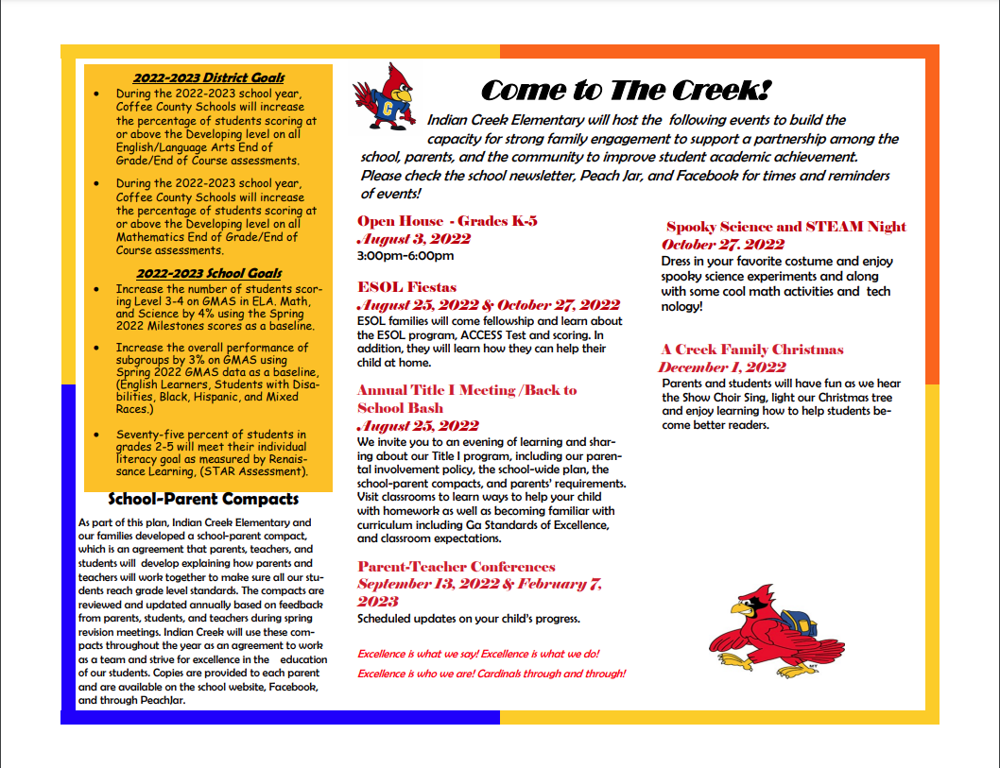 2022-2023 District Goals
• During the 2022-2023 school year,
Coffee County Schools will increase
the percentage of students scoring at
or above the Developing level on all
English/Language Arts End of
Grade/End of Course assessments.
• During the 2022-2023 school year,
Coffee County Schools will increase
the percentage of students scoring at
or above the Developing level on all
Mathematics End of Grade/End of
Course assessments.
2022-2023 School Goals
• Increase the number of students scor-
ing Level 3-4 on GMAS in ELA. Math,
and Science by 4% using the Spring
2022 Milestones scores as a baseline.
• Increase the overall performance of
subgroups by 3% on GMAS using
Spring 2022 GMAS data as a baseline,
(English Learners, Students with Disa-
bilities, Black, Hispanic, and Mixed
Races.)
• Seventy-five percent of students in
grades 2-5 will meet their individual
literacy goal as measured by Renais-
sance Learning, (STAR Assessment).
School-Parent Compacts
As part of this plan, Indian Creek Elementary and
our families developed a school-parent compact,
which is an agreement that parents, teachers, and
students will develop explaining how parents and
teachers will work together to make sure all our stu-
dents reach grade level standards. The compacts are
reviewed and updated annually based on feedback
from parents, students, and teachers during spring
revision meetings. Indian Creek will use these com-
pacts throughout the year as an agreement to work
as a team and strive for excellence in the education
of our students. Copies are provided to each parent
and are available on the school website, Facebook,
and through PeachJar.
C
Come to The Creek!
Indian Creek Elementary will host the following events to build the
capacity for strong family engagement to support a partnership among the
school, parents, and the community to improve student academic achievement.
Please check the school newsletter, Peach Jar, and Facebook for times and reminders
of events!
Open House - Grades K-5
August 3, 2022
3:00pm-6:00pm
ESOL Fiestas
August 25, 2022 & October 27, 2022
ESOL families will come fellowship and learn about
the ESOL program, ACCESS Test and scoring. In
addition, they will learn how they can help their
child at home.
Annual Title I Meeting /Back to
School Bash
August 25, 2022
We invite you to an evening of learning and shar-
ing about our Title I program, including our paren-
tal involvement policy, the school-wide plan, the
school-parent compacts, and parents' requirements.
Visit classrooms to learn ways to help your child
with homework as well as becoming familiar with
curriculum including Ga Standards of Excellence,
and classroom expectations.
Parent-Teacher Conferences
September 13, 2022 & February 7,
2023
Scheduled updates on your child's progress.
Excellence is what we say! Excellence is what we do!
Excellence is who we are! Cardinals through and through!
Spooky Science and STEAM Night
October 27. 2022
Dress in your favorite costume and enjoy
spooky science experiments and along
with some cool math activities and tech
nology!
A Creek Family Christmas
December 1, 2022
Parents and students will have fun as we hear
the Show Choir Sing, light our Christmas tree
and enjoy learning how to help students be-
come better readers.